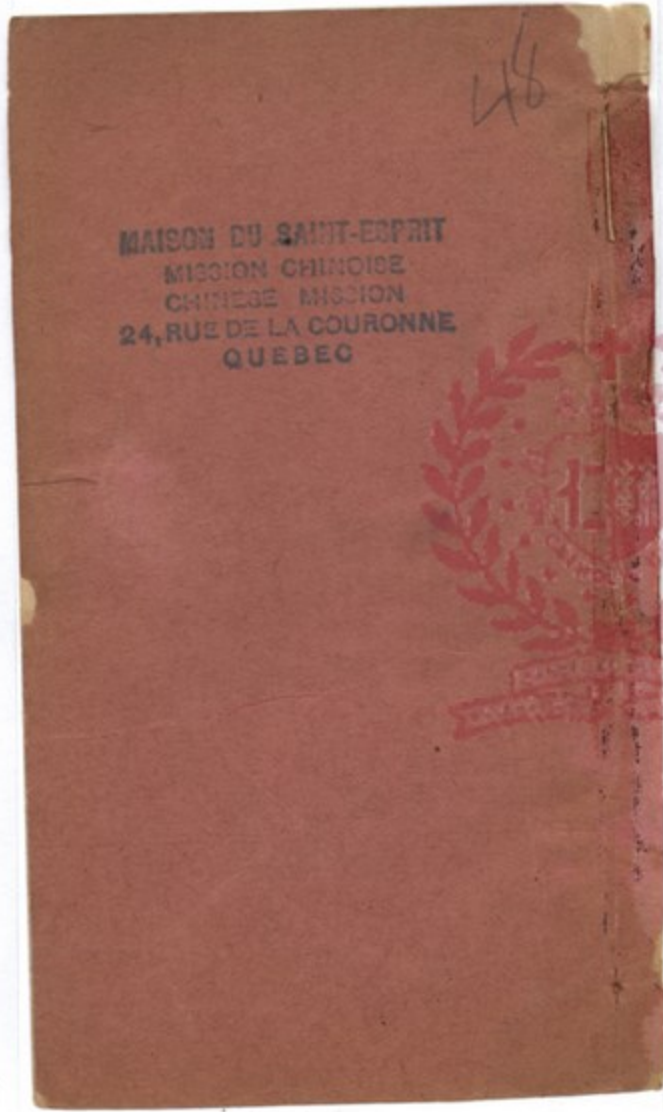 48
MAISON DU SAINT-ESPRIT
MISSION CHINOISE
CHINESE MISSION
24, RUE DE LA COURONNE
QUEBEC